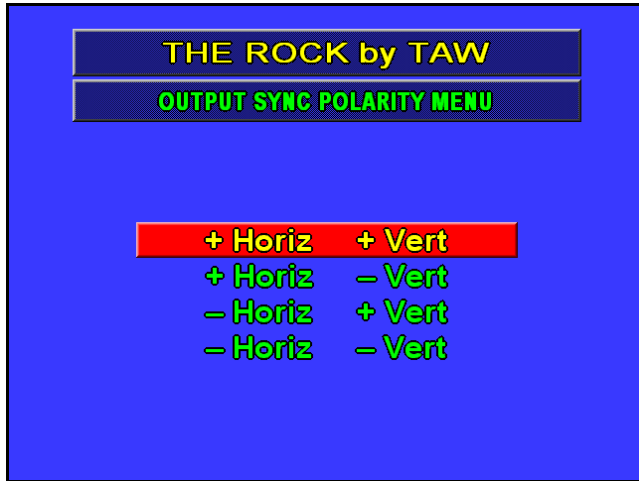 THE ROCK by TAW
OUTPUT SYNC POLARITY MENU
+ Horiz + Vert
+ Horiz – Vert
– Horiz + Vert
– Horiz – Vert